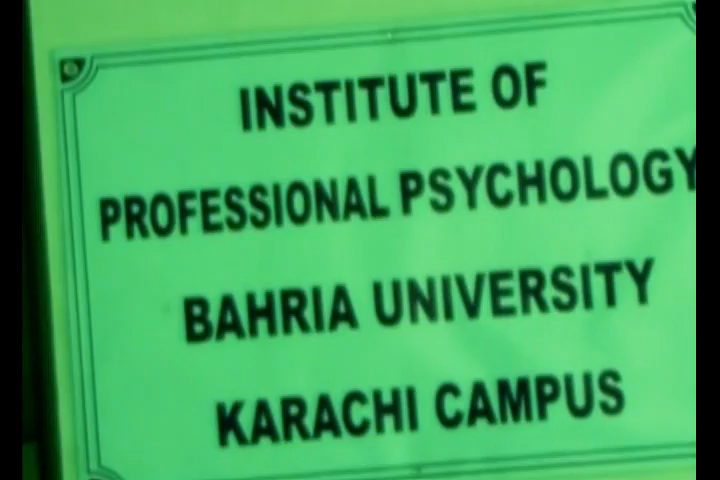 INSTITUTE OF
PROFESSIONAL PSYCHOLOGY
BAHRIA UNIVERSITY
KARACHI CAMPUS